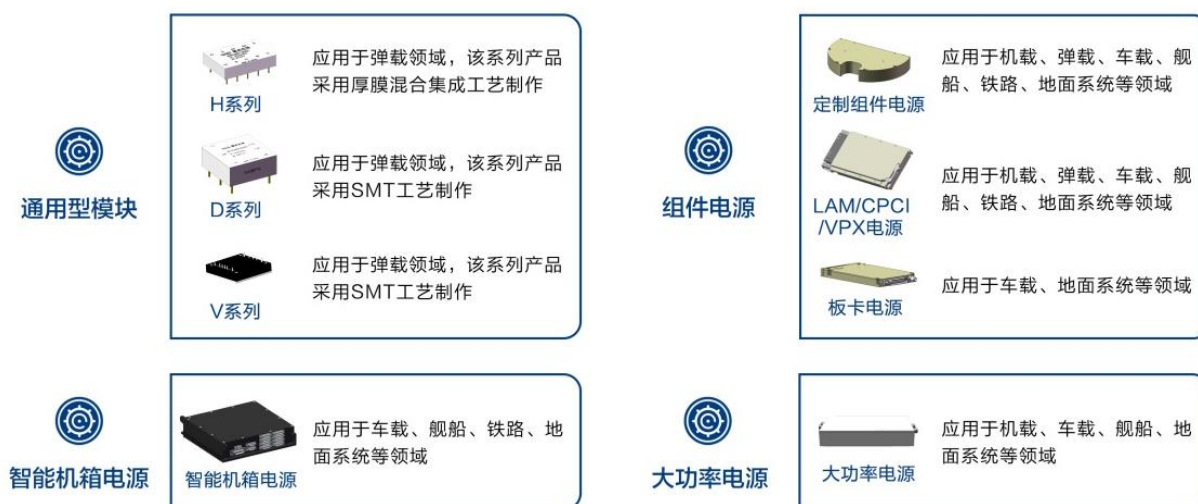 通用型模块
H系列
应用于弹载领域，该系列产品
采用厚膜混合集成工艺制作
D系列
应用于弹载领域，该系列产品
采用SMT工艺制作
V系列
应用于弹载领域，该系列产品
采用SMT工艺制作
组件电源
定制组件电源
应用于机载、弹载、车载、舰
船、铁路、地面系统等领域
LAM/CPCI
/VPX电源
应用于机载、弹载、车载、舰
船、铁路、地面系统等领域
板卡电源
应用于车载、地面系统等领域
智能机箱电源
智能机箱电源
应用于车载、舰船、铁路、地
面系统等领域
大功率电源
大功率电源
应用于机载、车载、舰船、地
面系统等领域